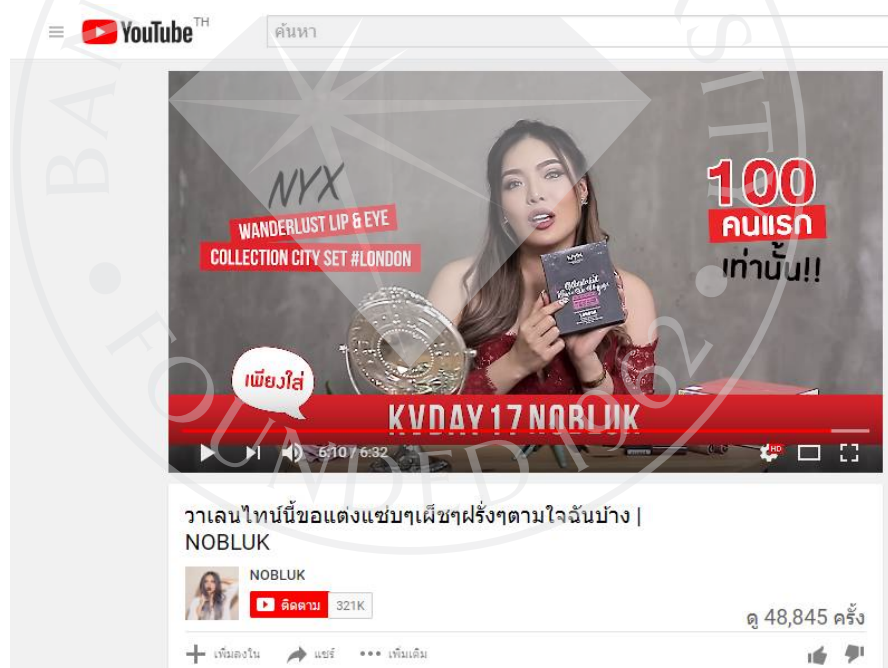 YouTube TH
ค้นหา
NYX
WANDERLUST LIP & EYE
COLLECTION CITY SET #LONDON
100
คนแรก
เท่านั้น!!
NYX
LONDON
เพียงใส่
KVDAY17NOBLUK
6:10 / 6:32
HD
วาเลนไทน์นี้ขอแต่งแซ่บๆเผ็ชๆฝรั่งๆตามใจฉันบ้าง |
NOBLUK
NOBLUK
ติดตาม 321K
ดู 48,845 ครั้ง
เพิ่มลงใน แชร์ เพิ่มเติม
FOUNDED 1962